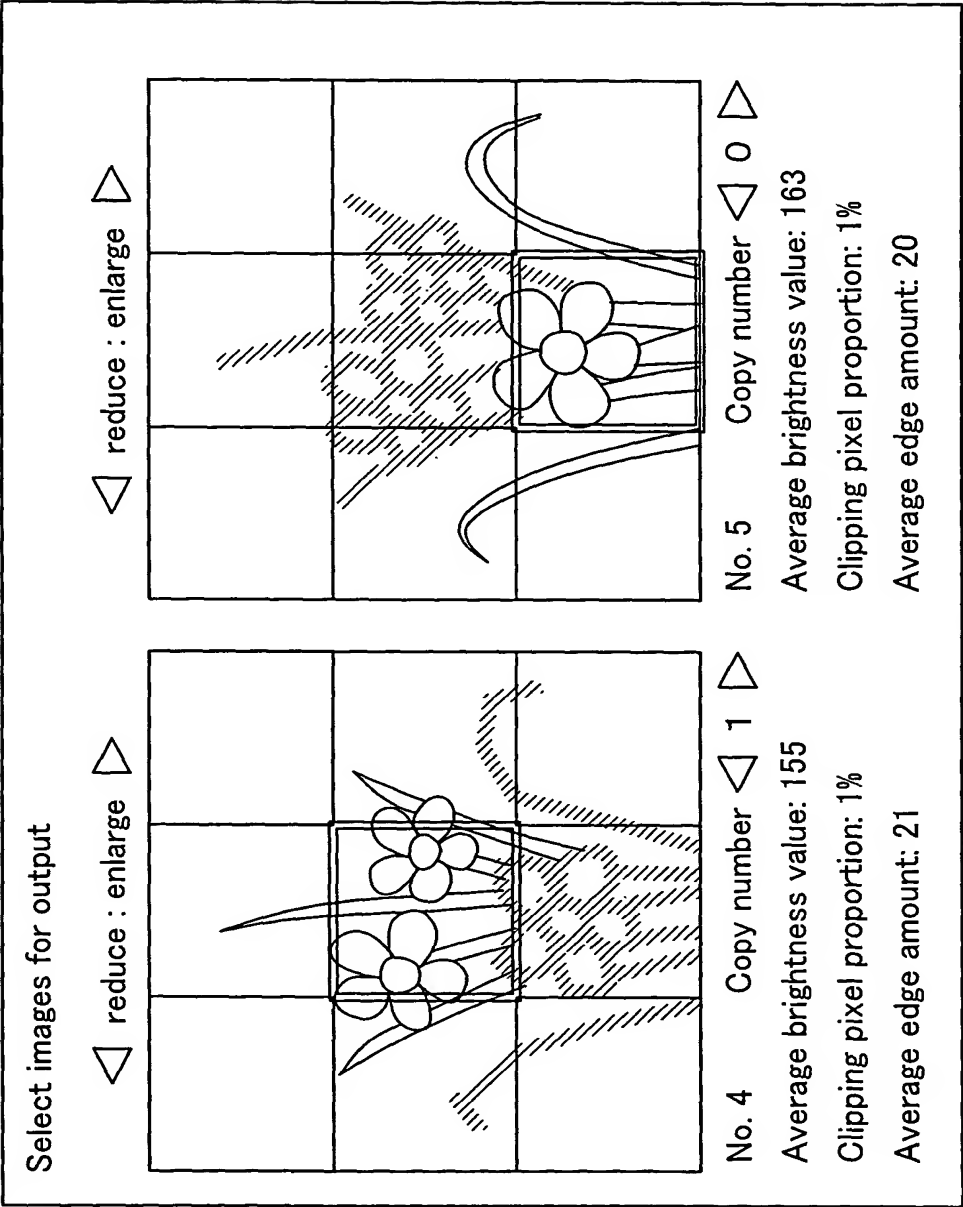 Select images for output
◁ reduce : enlarge ▷
No. 4 Copy number ◁ 1 ▷
Average brightness value: 155
Clipping pixel proportion: 1%
Average edge amount: 21
◁ reduce : enlarge ▷
No. 5 Copy number ◁ 0 ▷
Average brightness value: 163
Clipping pixel proportion: 1%
Average edge amount: 20